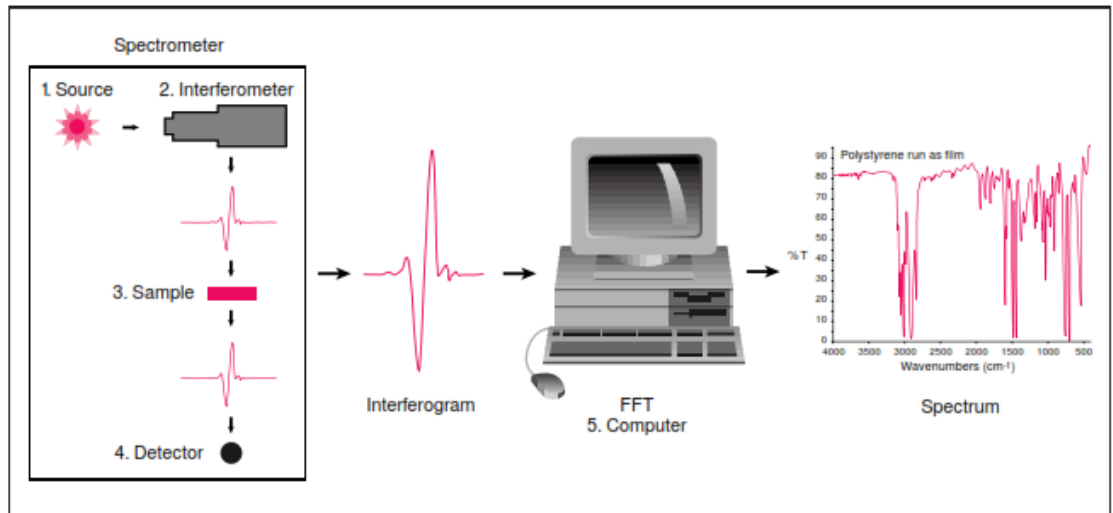 Spectrometer
1. Source
2. Interferometer
3. Sample
4. Detector
Interferogram
FFT
5. Computer
Polystyrene run as film
90
80
70
60
50
%T
40
30
20
10
0
4000 3500 3000 2500 2000 1500 1000 500
Wavenumbers (cm-1)
Spectrum